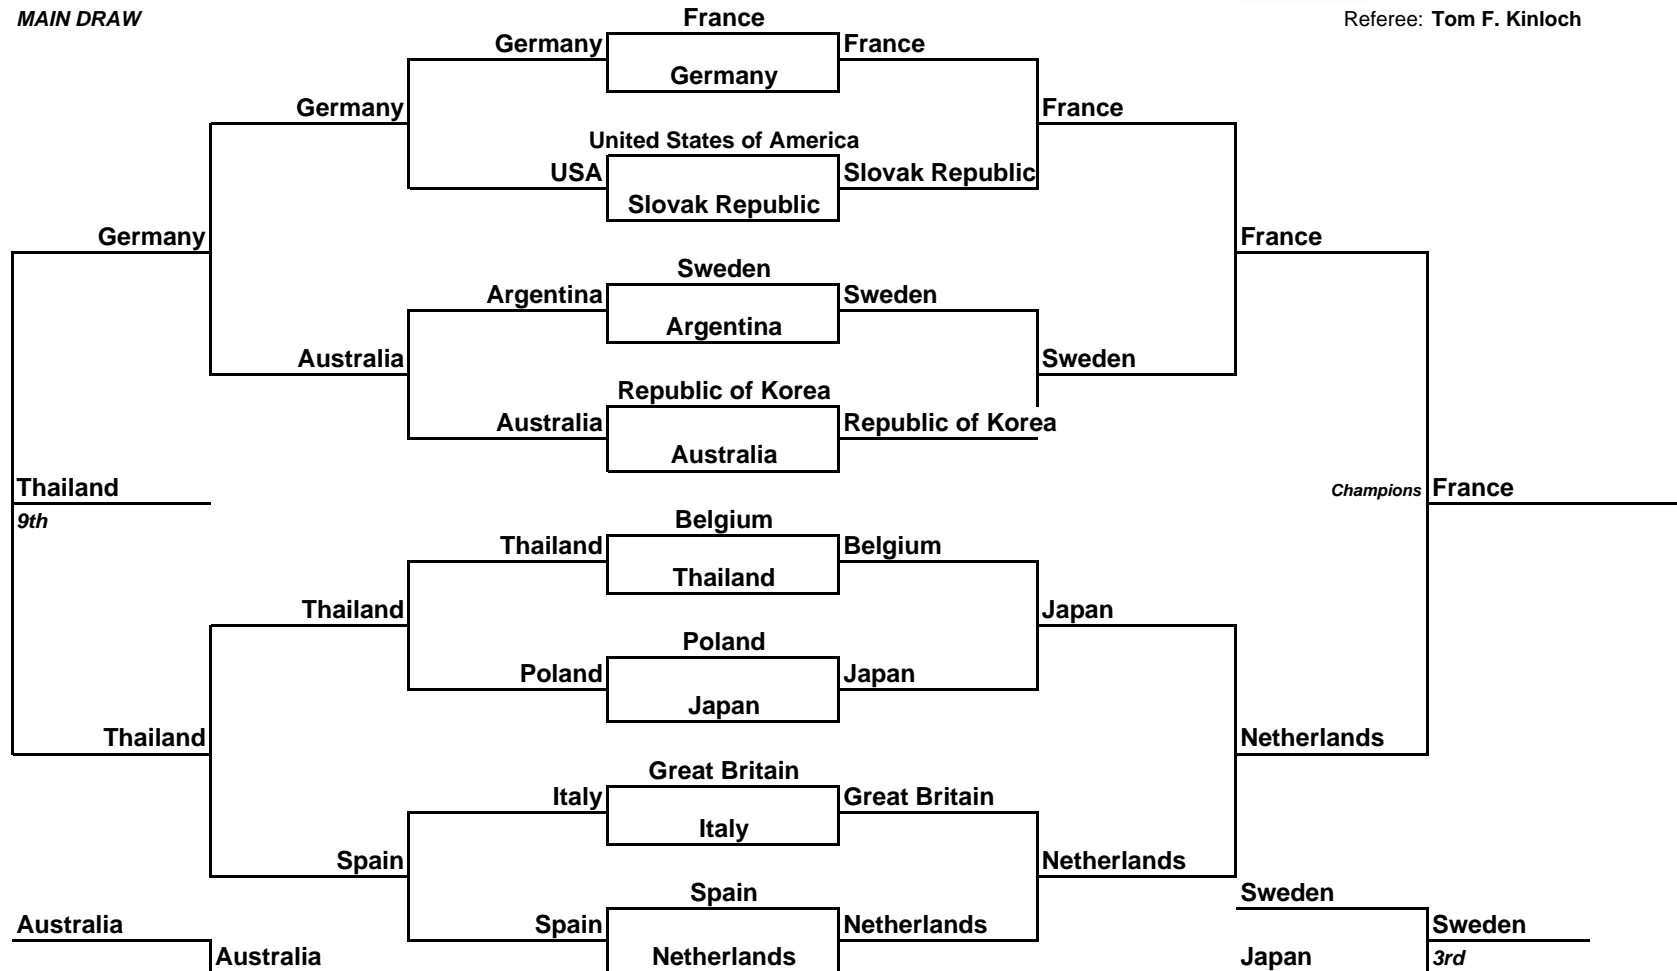 MAIN DRAW France Referee: Tom F. Kinloch
Germany France
Germany
Germany France
United States of America
USA Slovak Republic
Slovak Republic
Germany France
Sweden
Argentina Sweden
Argentina
Australia Sweden
Republic of Korea
Australia Republic of Korea
Australia
Thailand Champions France
9th Belgium
Thailand Belgium
Thailand
Thailand Japan
Poland
Poland Japan
Japan
Thailand Netherlands
Great Britain
Italy Great Britain
Italy
Spain Netherlands
Spain Sweden
Australia Spain Netherlands Sweden
Australia Netherlands Japan 3rd